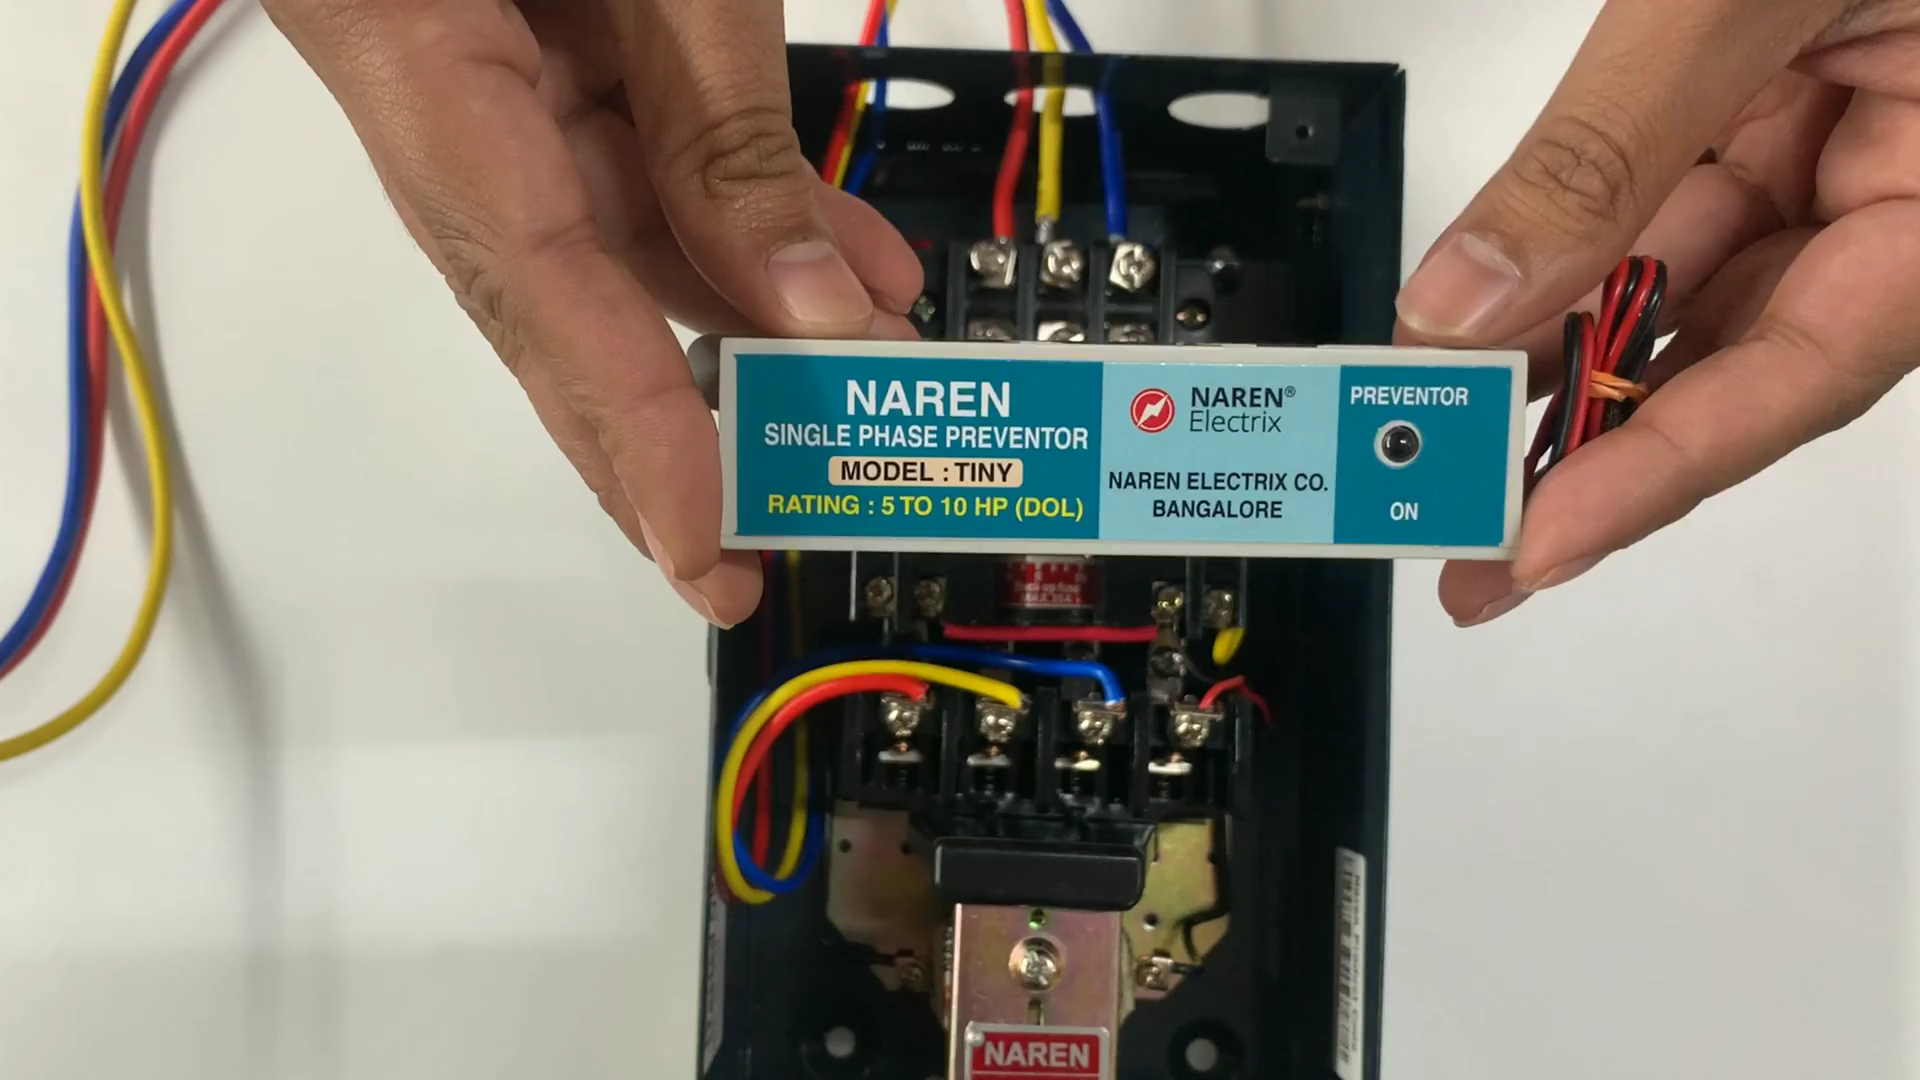 NAREN
SINGLE PHASE PREVENTOR
MODEL : TINY
RATING : 5 TO 10 HP (DOL)
NAREN®
Electrix
NAREN ELECTRIX CO.
BANGALORE
PREVENTOR
ON
NAREN